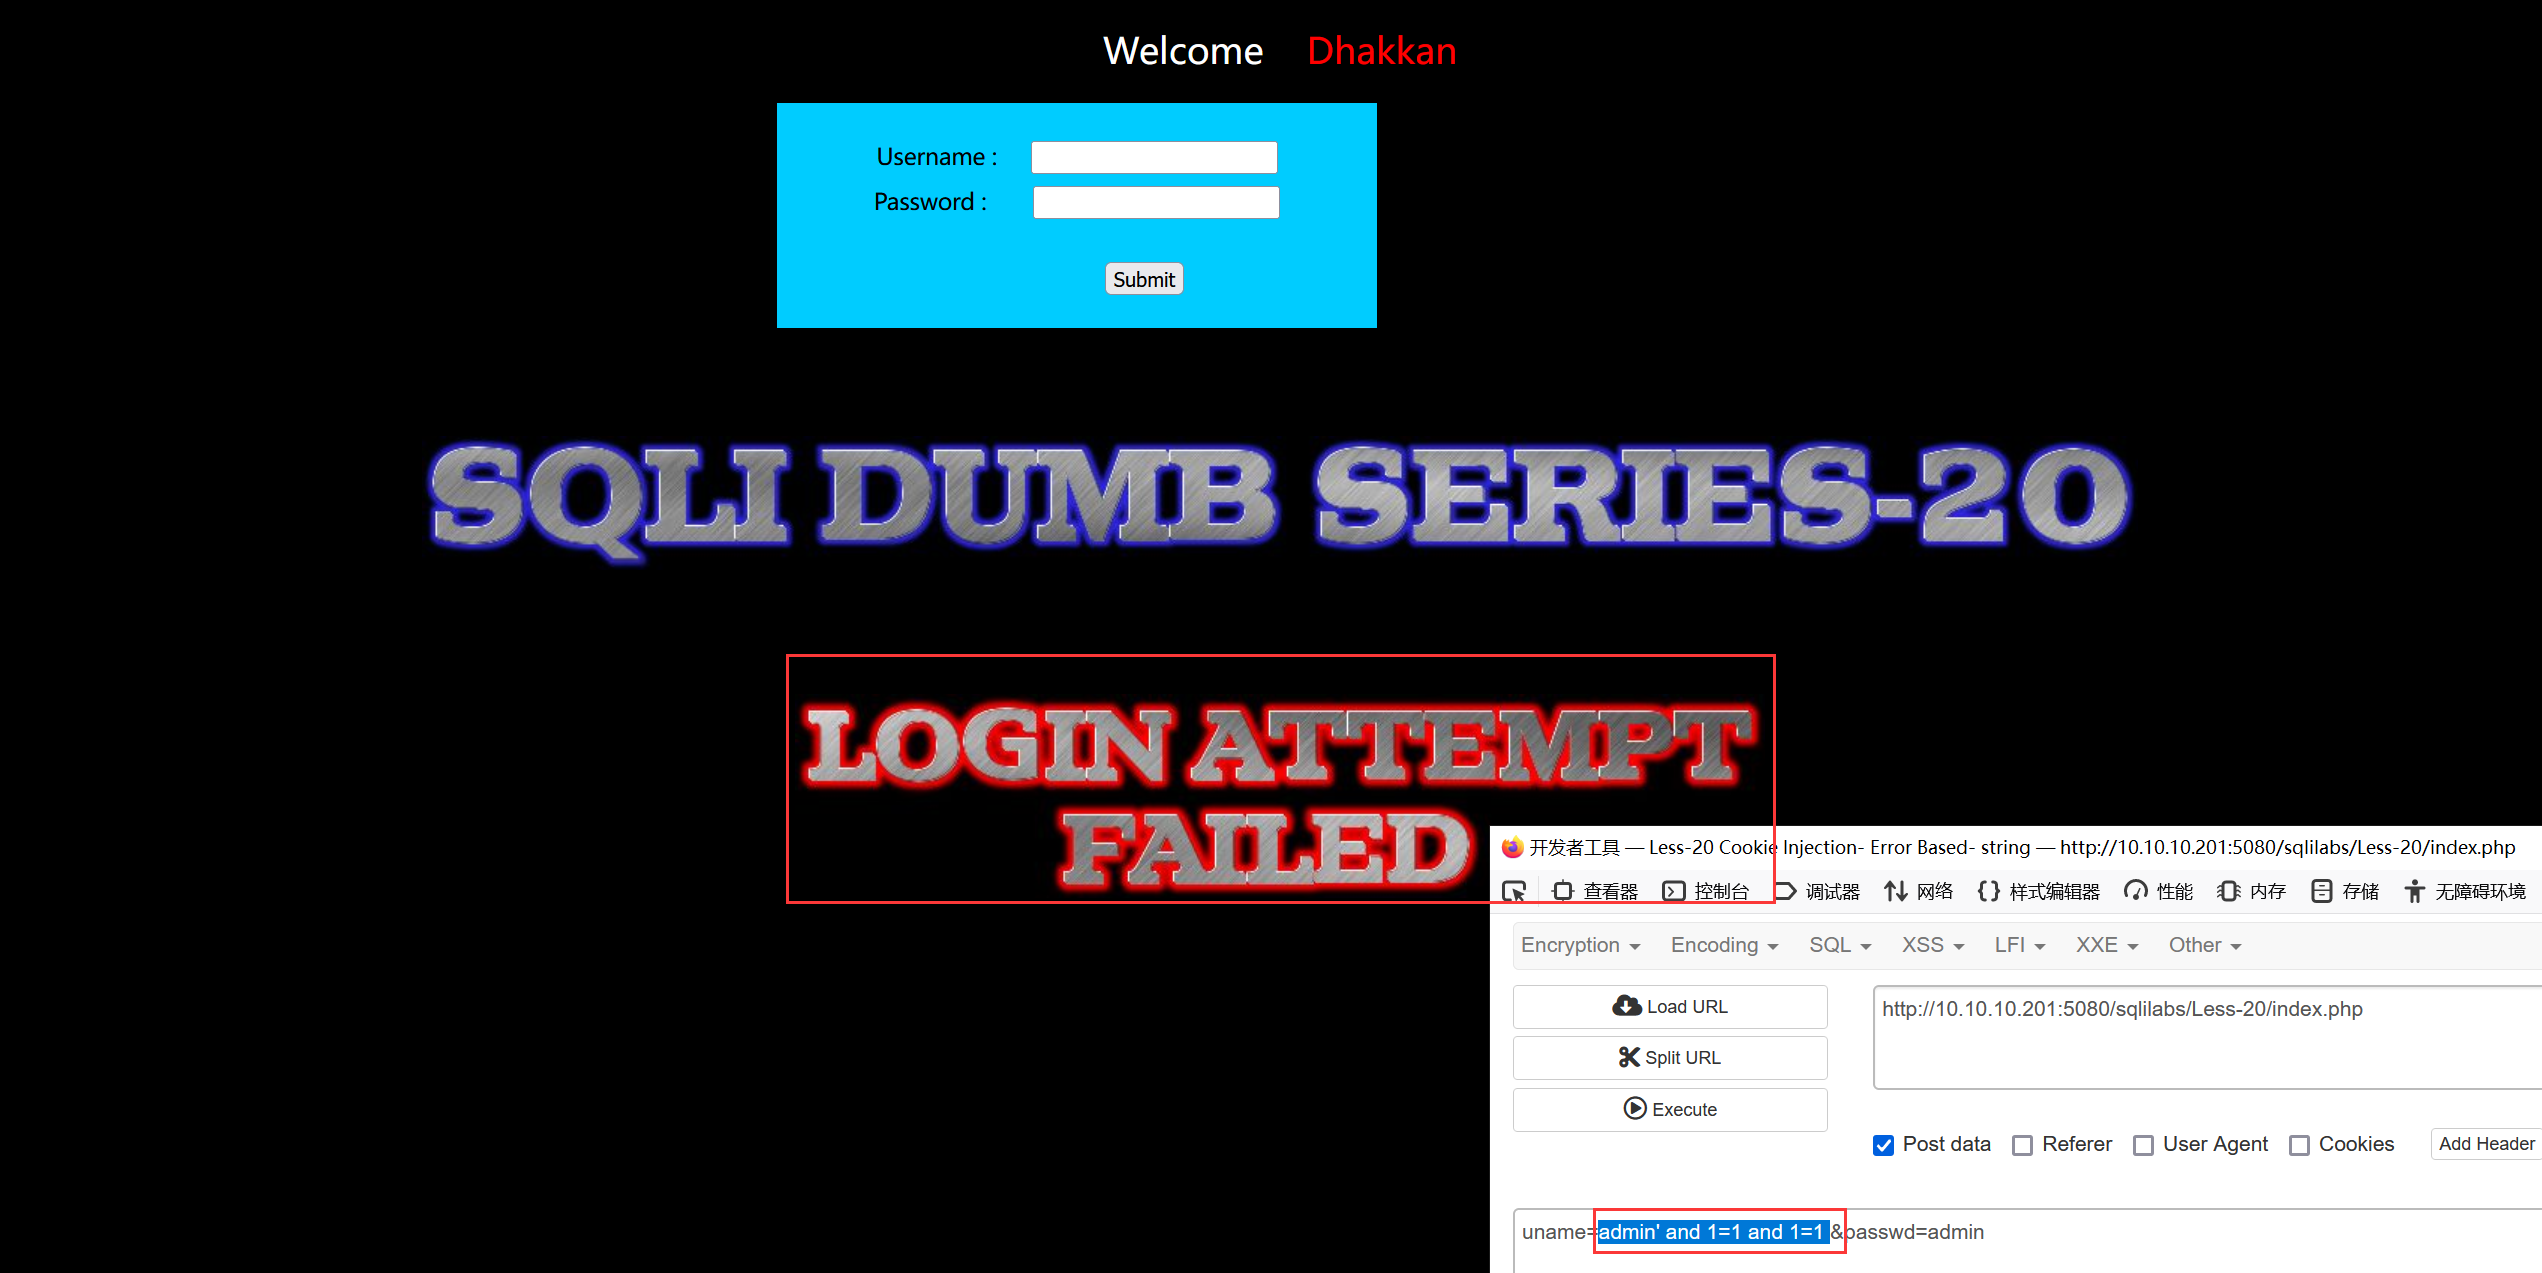 Welcome Dhakkan
Username :
Password :
Submit
SQLI DUMB SERIES-20
LOGIN ATTEMPT
FAILED
开发者工具 — Less-20 Cookie Injection- Error Based- string — http://10.10.10.201:5080/sqlilabs/Less-20/index.php
查看器 控制台 调试器 网络 样式编辑器 性能 内存 存储 无障碍环境
Encryption Encoding SQL XSS LFI XXE Other
Load URL
http://10.10.10.201:5080/sqlilabs/Less-20/index.php
Split URL
Execute
Post data Referer User Agent Cookies Add Header
uname=admin' and 1=1 and 1=1 &passwd=admin